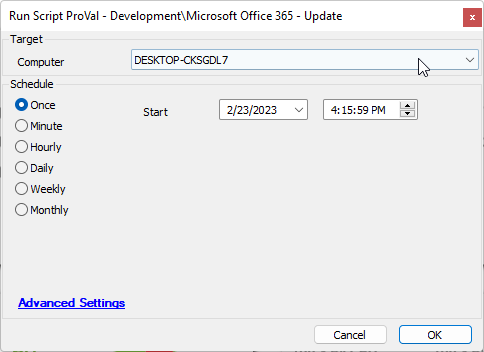 Run Script ProVal - Development\Microsoft Office 365 - Update
Target
Computer DESKTOP-CKSGDL7
Schedule
Once Start 2/23/2023 4:15:59 PM
Minute
Hourly
Daily
Weekly
Monthly
Advanced Settings
Cancel OK